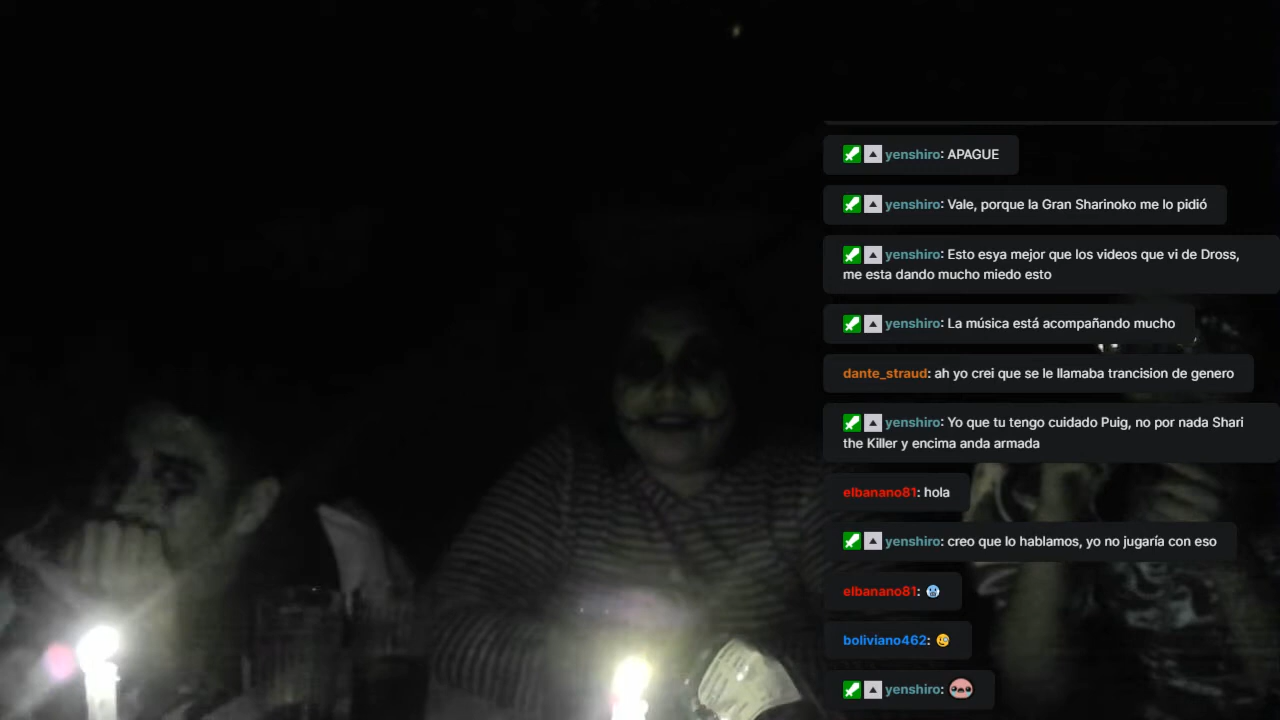 yenshiro: APAGUE
yenshiro: Vale, porque la Gran Sharinoko me lo pidió
yenshiro: Esto esya mejor que los videos que vi de Dross,
me esta dando mucho miedo esto
yenshiro: La música está acompañando mucho
dante_straud: ah yo crei que se le llamaba trancision de genero
yenshiro: Yo que tu tengo cuidado Puig, no por nada Shari
the Killer y encima anda armada
elbanano81: hola
yenshiro: creo que lo hablamos, yo no jugaría con eso
elbanano81:
boliviano462:
yenshiro: